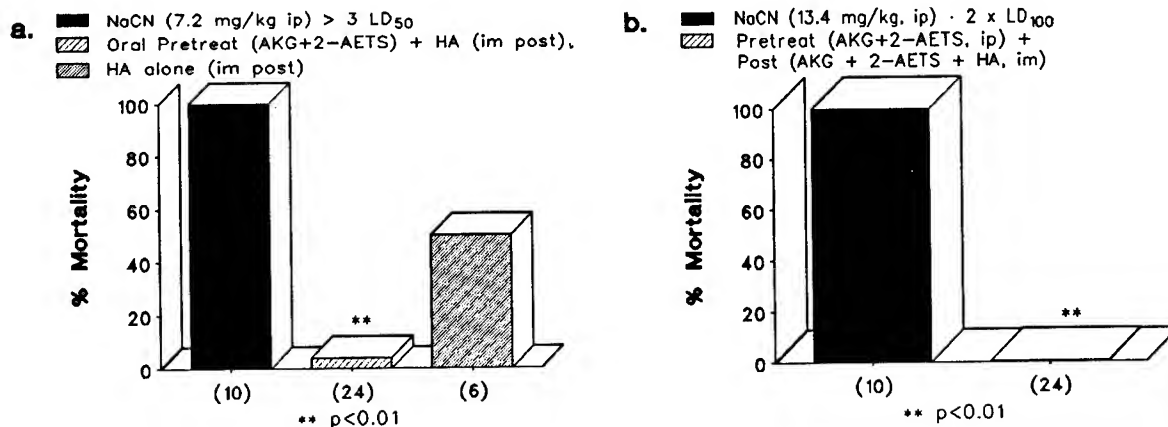 a.
NaCN (7.2 mg/kg ip) > 3 LD50
Oral Pretreat (AKG+2-AETS) + HA (im post),
HA alone (im post)
% Mortality
100
80
60
40
20
0
**
(10)
(24)
(6)
** p<0.01
b.
NaCN (13.4 mg/kg, ip) · 2 x LD100
Pretreat (AKG+2-AETS, ip) +
Post (AKG + 2-AETS + HA, im)
% Mortality
100
80
60
40
20
0
**
(10)
(24)
** p<0.01